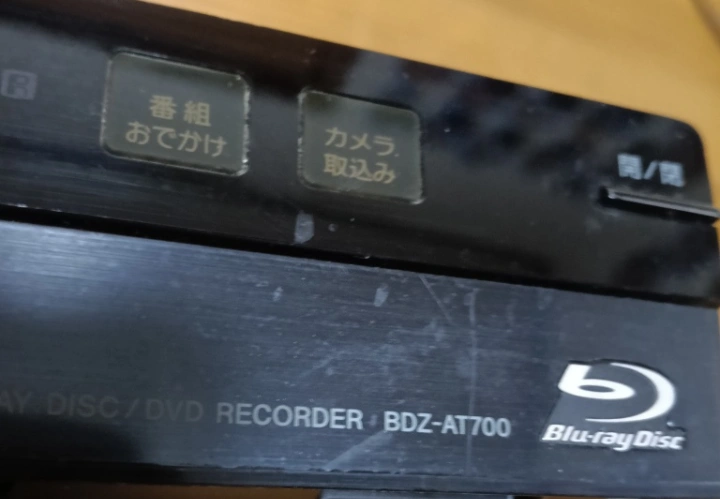 番組
おでかけ
カメラ
取込み
開/閉
AY DISC/DVD RECORDER BDZ-AT700
Blu-ray Disc